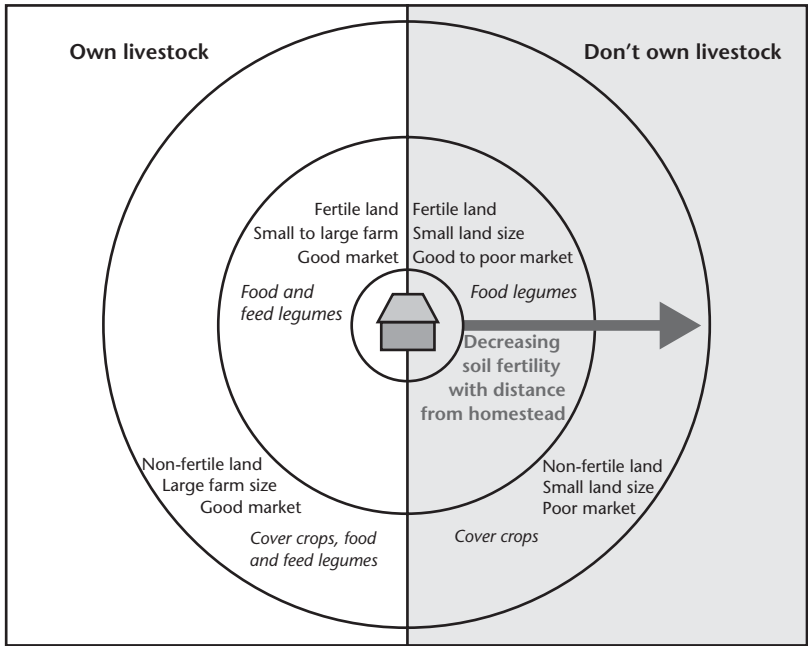 Own livestock
Don't own livestock
Fertile land
Small to large farm
Good market
Food and
feed legumes
Fertile land
Small land size
Good to poor market
Food legumes
Decreasing
soil fertility
with distance
from homestead
Non-fertile land
Large farm size
Good market
Cover crops, food
and feed legumes
Non-fertile land
Small land size
Poor market
Cover crops